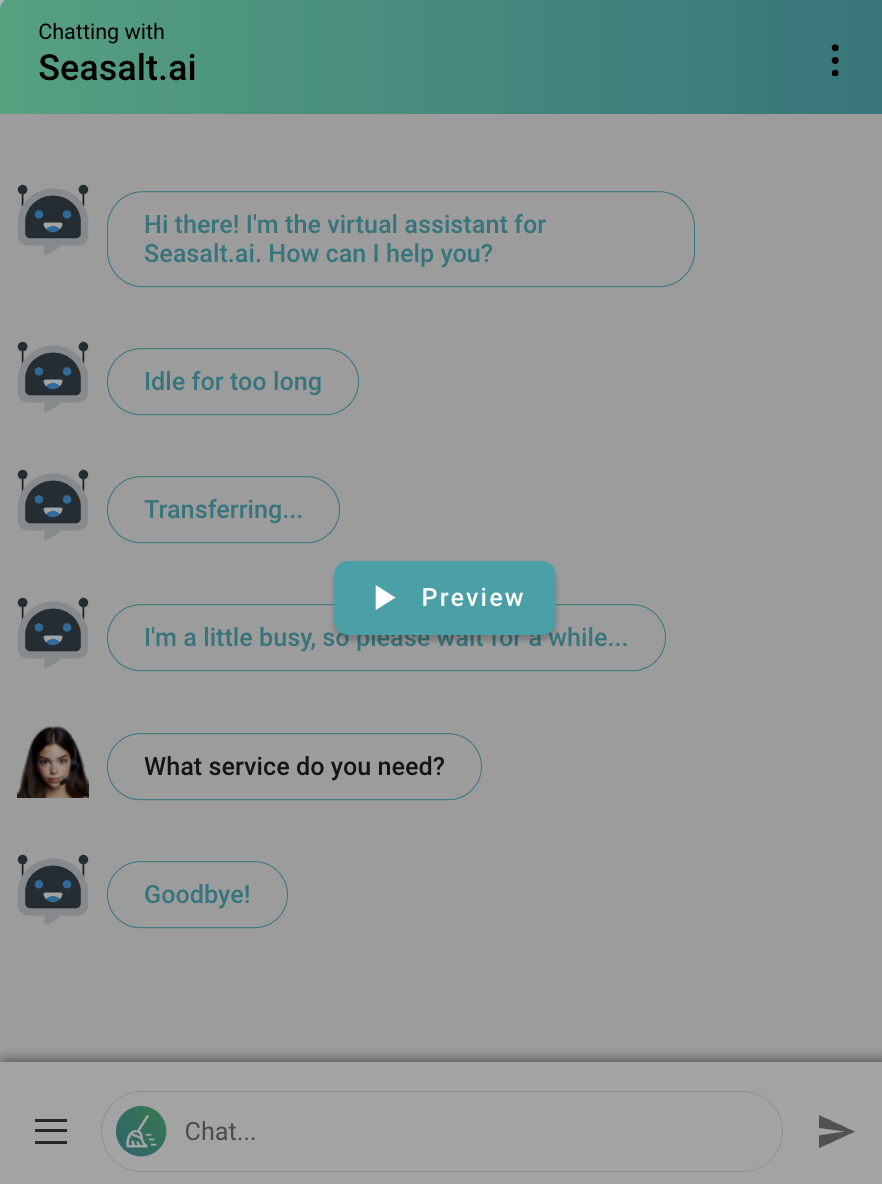 Chatting with
Seasalt.ai
Hi there! I'm the virtual assistant for
Seasalt.ai. How can I help you?
Idle for too long
Transferring...
Preview
I'm a little busy, so please wait for a while...
What service do you need?
Goodbye!
Chat...